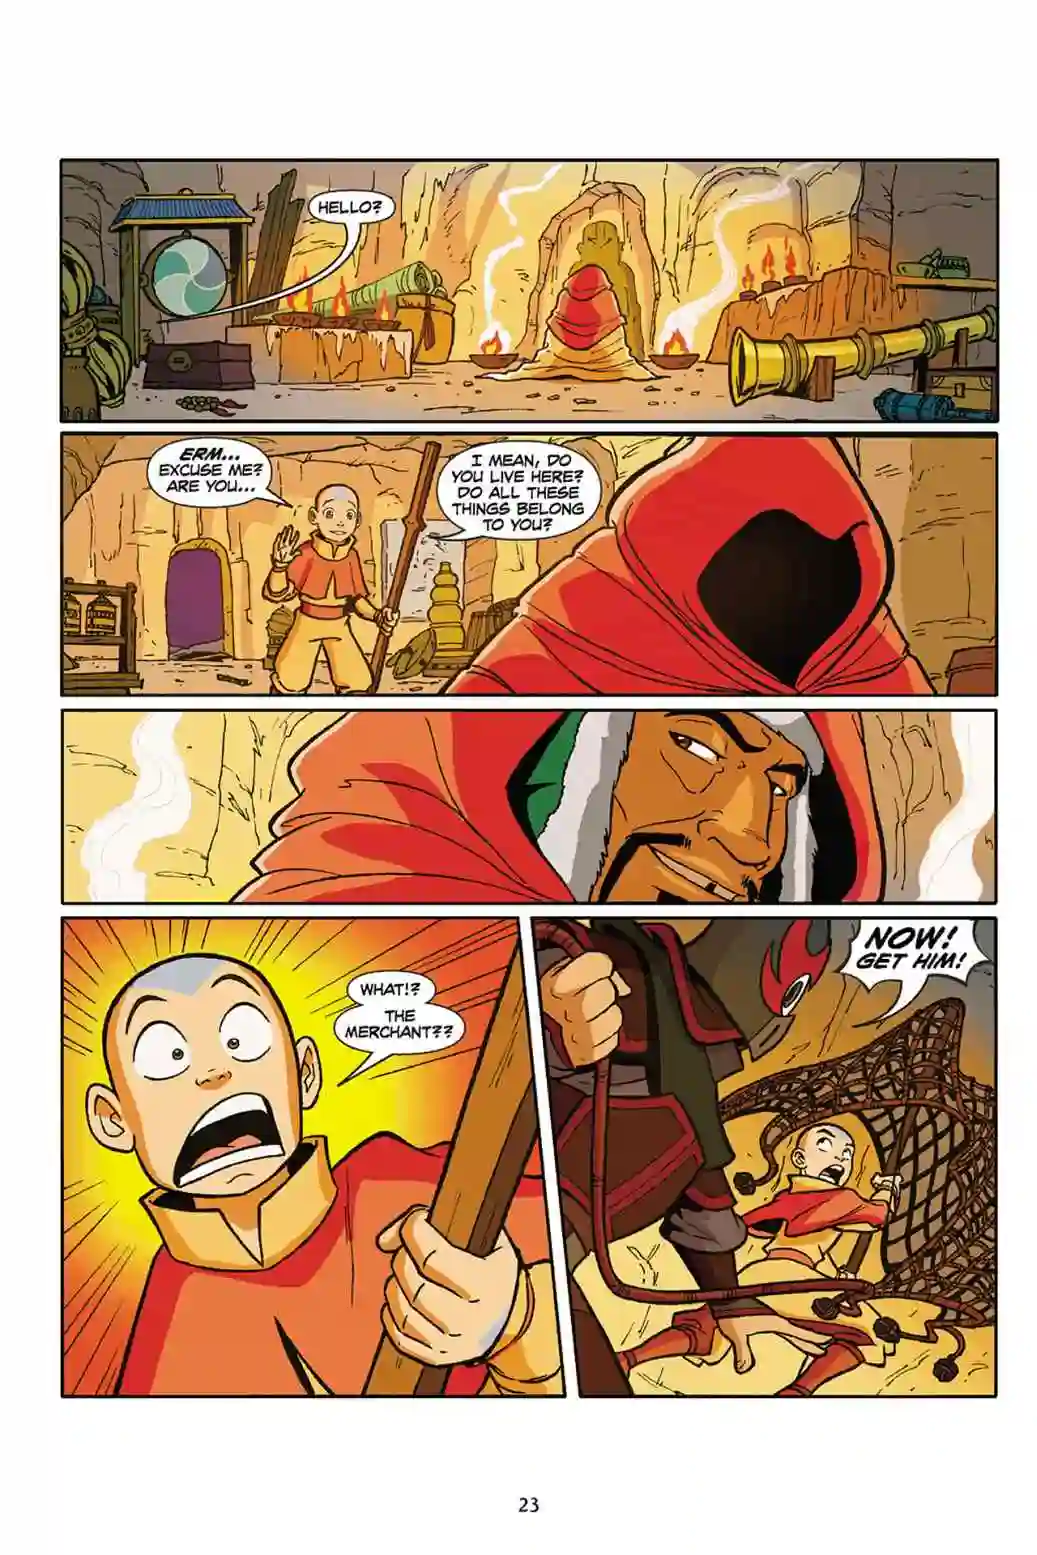 HELLO?
ERM...
EXCUSE ME?
ARE YOU...
I MEAN, DO
YOU LIVE HERE?
DO ALL THESE
THINGS BELONG
TO YOU?
WHAT!?
THE
MERCHANT??
NOW!
GET HIM!
23